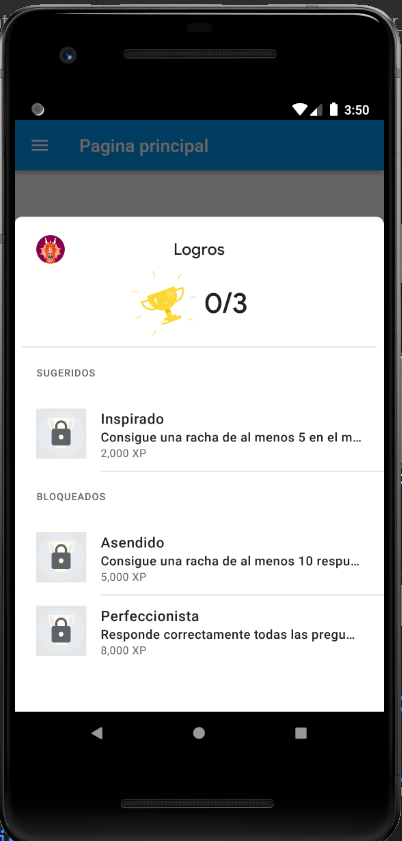 3:50
Pagina principal
Logros
0/3
SUGERIDOS
Inspirado
Consigue una racha de al menos 5 en el m...
2,000 XP
BLOQUEADOS
Asendido
Consigue una racha de al menos 10 respu...
5,000 XP
Perfeccionista
Responde correctamente todas las pregu...
8,000 XP